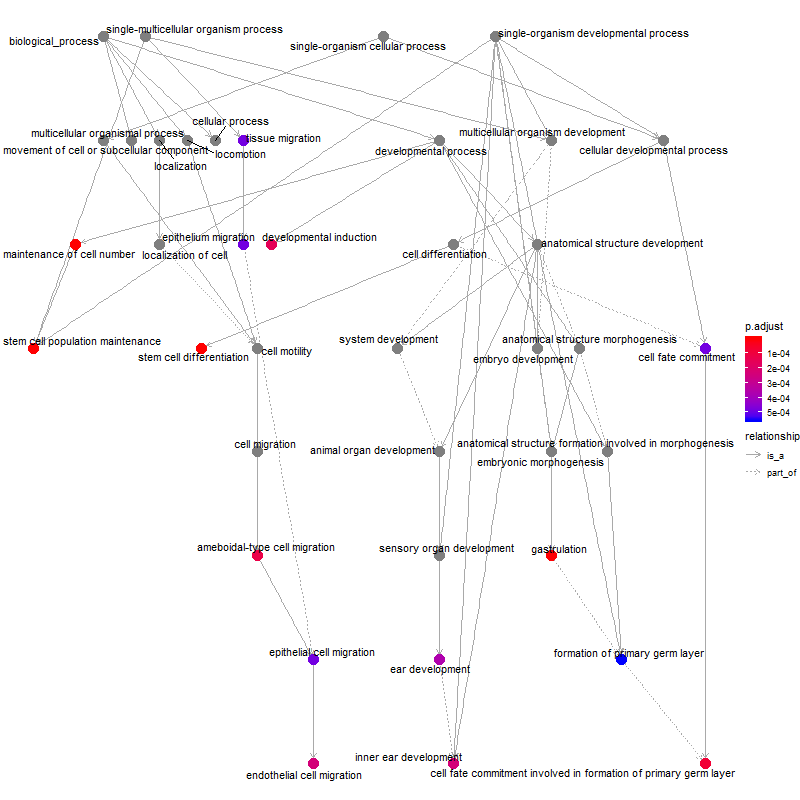 single-multicellular organism process
single-organism developmental process
biological_process
single-organism cellular process
cellular process
multicellular organismal process
tissue migration
multicellular organism development
movement of cell or subcellular component
locomotion
developmental process
cellular developmental process
localization
epithelium migration
developmental induction
anatomical structure development
maintenance of cell number
localization of cell
cell differentiation
stem cell population maintenance
system development
anatomical structure morphogenesis
stem cell differentiation
cell motility
embryo development
cell fate commitment
p.adjust
1e-04
2e-04
3e-04
4e-04
5e-04
relationship
is_a
part_of
cell migration
animal organ development
anatomical structure formation involved in morphogenesis
embryonic morphogenesis
ameboidal-type cell migration
sensory organ development
gastrulation
epithelial cell migration
formation of primary germ layer
ear development
inner ear development
endothelial cell migration
cell fate commitment involved in formation of primary germ layer